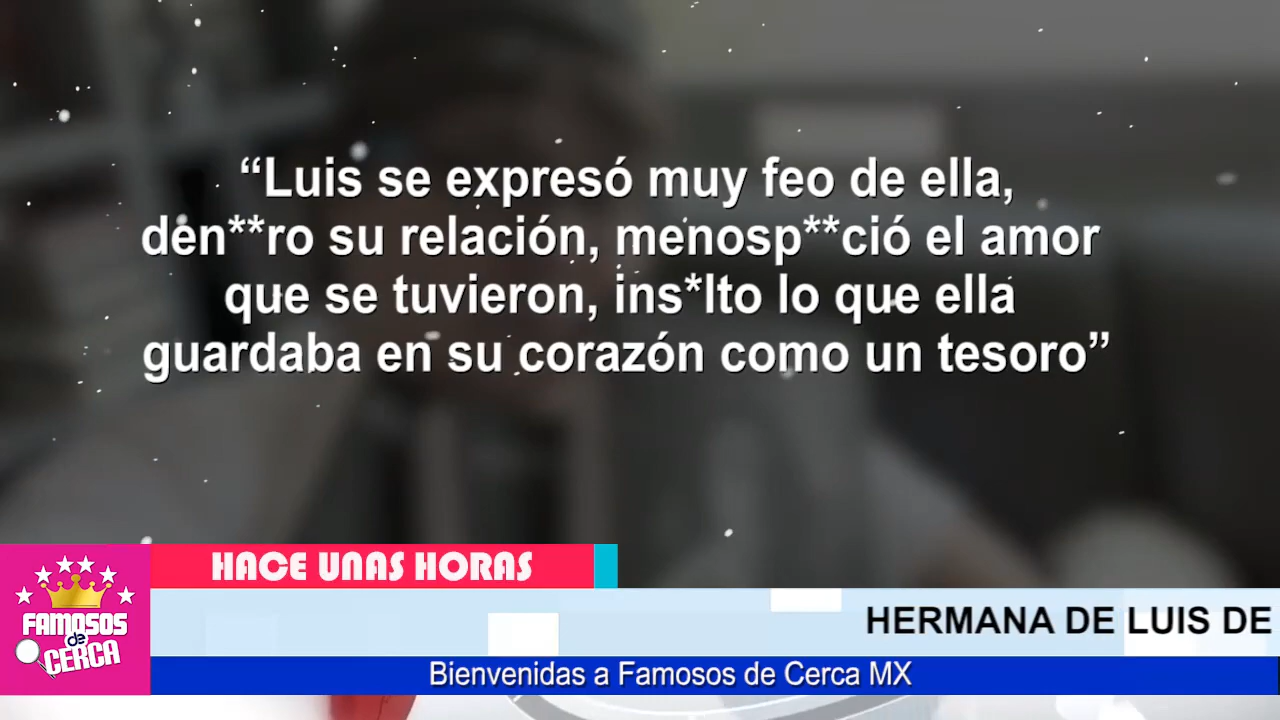 “Luis se expresó muy feo de ella,
den**ro su relación, menosp**ció el amor
que se tuvieron, ins*lto lo que ella
guardaba en su corazón como un tesoro”
HACE UNAS HORAS
FAMOSOS
de
CERCA
HERMANA DE LUIS DE
Bienvenidas a Famosos de Cerca MX